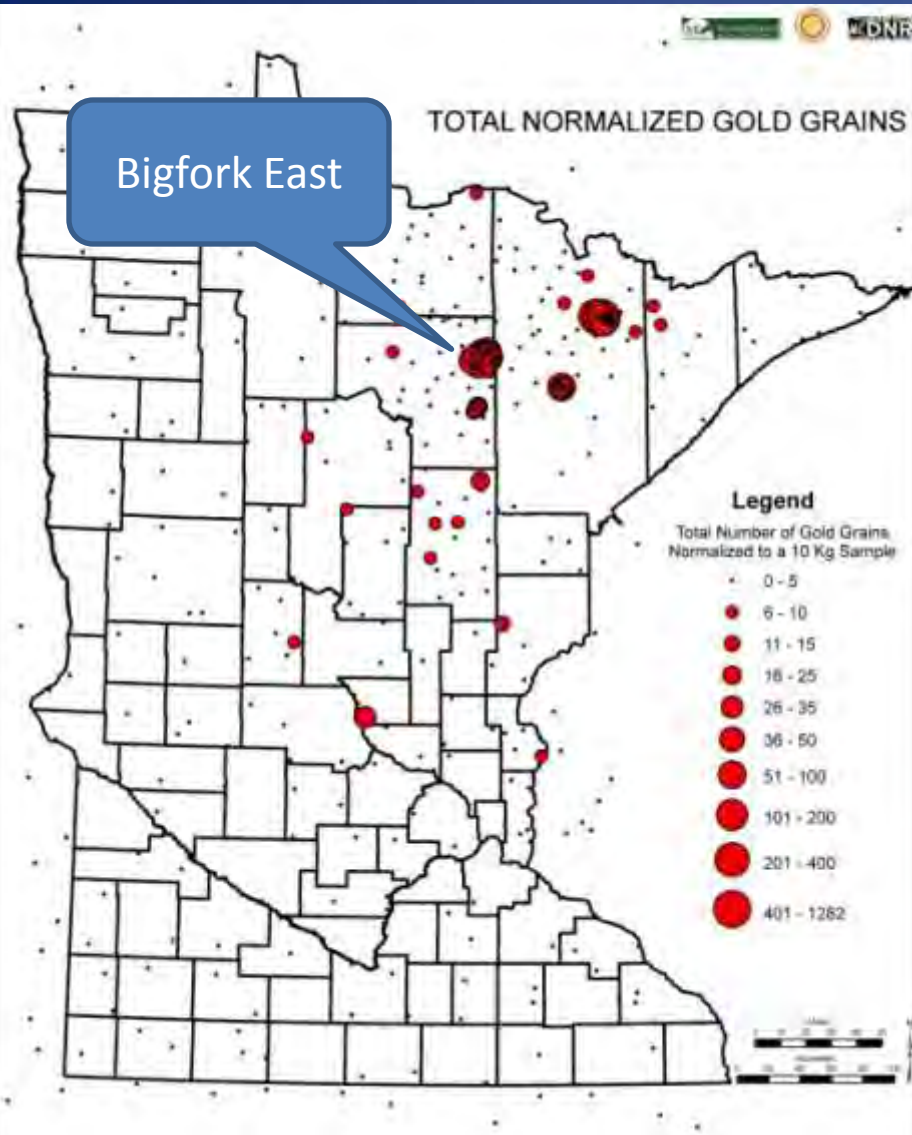 DNR
TOTAL NORMALIZED GOLD GRAINS
Bigfork East
Legend
Total Number of Gold Grains
Normalized to a 10 Kg Sample
0 - 5
6 - 10
11 - 15
16 - 25
26 - 35
36 - 50
51 - 100
101 - 200
201 - 400
401 - 1282